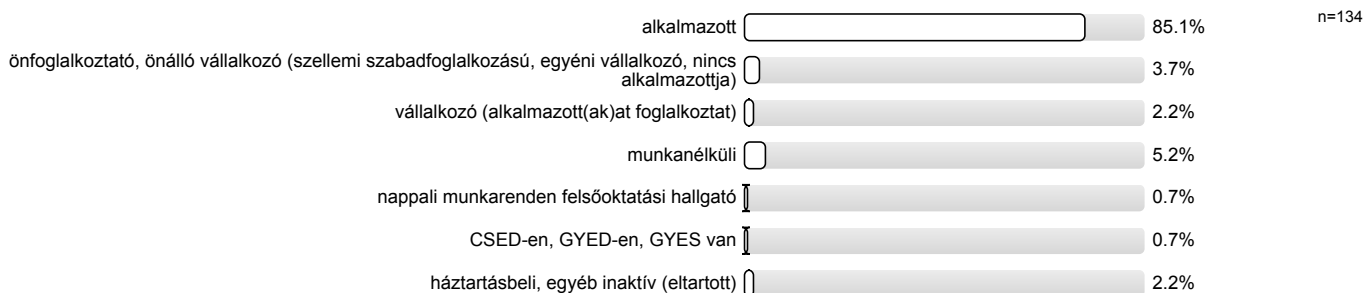 alkalmazott 85.1% n=134
önfoglalkoztató, önálló vállalkozó (szellemi szabadfoglalkozású, egyéni vállalkozó, nincs
alkalmazottja) 3.7%
vállalkozó (alkalmazott(ak)at foglalkoztat) 2.2%
munkanélküli 5.2%
nappali munkarenden felsőoktatási hallgató 0.7%
CSED-en, GYED-en, GYES van 0.7%
háztartásbeli, egyéb inaktív (eltartott) 2.2%